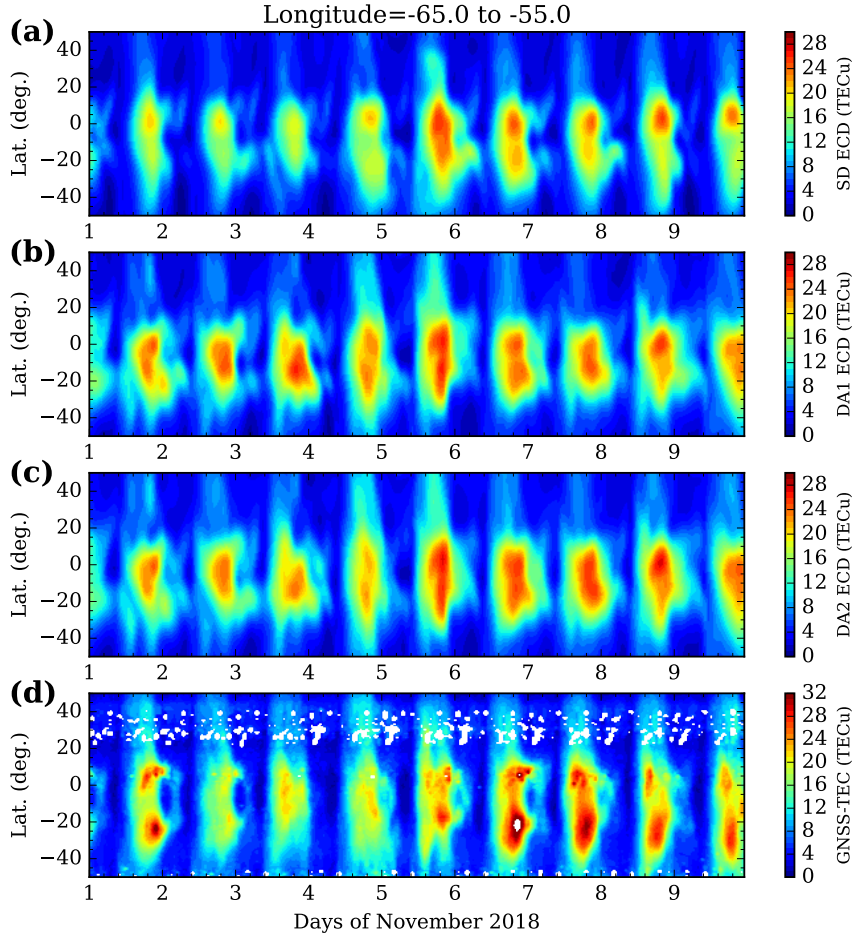 Longitude=-65.0 to -55.0
(a)
Lat. (deg.)
40
20
0
−20
−40
1 2 3 4 5 6 7 8 9
28
24
20
16
12
8
4
0
SD ECD (TECu)
(b)
Lat. (deg.)
40
20
0
−20
−40
1 2 3 4 5 6 7 8 9
28
24
20
16
12
8
4
0
DA1 ECD (TECu)
(c)
Lat. (deg.)
40
20
0
−20
−40
1 2 3 4 5 6 7 8 9
28
24
20
16
12
8
4
0
DA2 ECD (TECu)
(d)
Lat. (deg.)
40
20
0
−20
−40
1 2 3 4 5 6 7 8 9
32
28
24
20
16
12
8
4
0
GNSS-TEC (TECu)
Days of November 2018